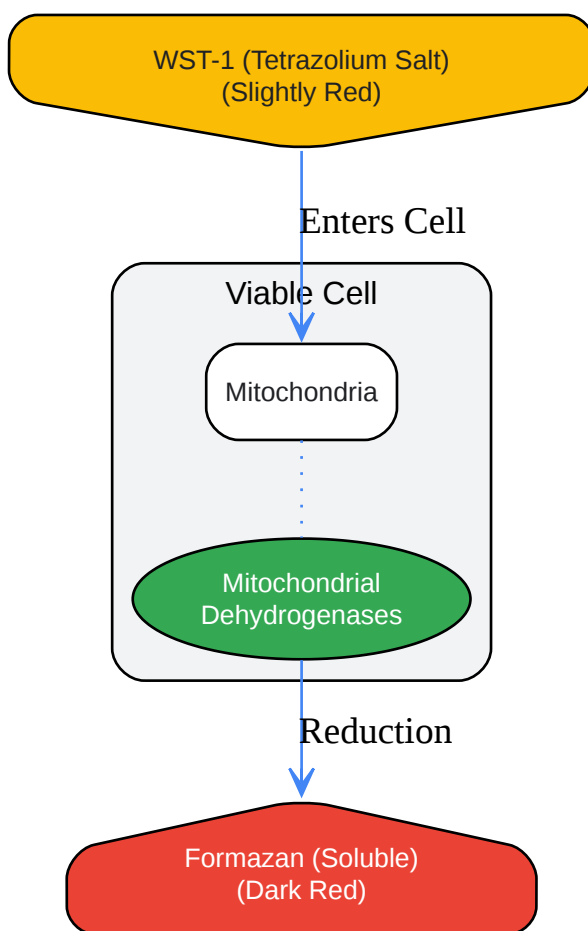 WST-1 (Tetrazolium Salt)
(Slightly Red)
Enters Cell
Viable Cell
Mitochondria
Mitochondrial
Dehydrogenases
Reduction
Formazan (Soluble)
(Dark Red)